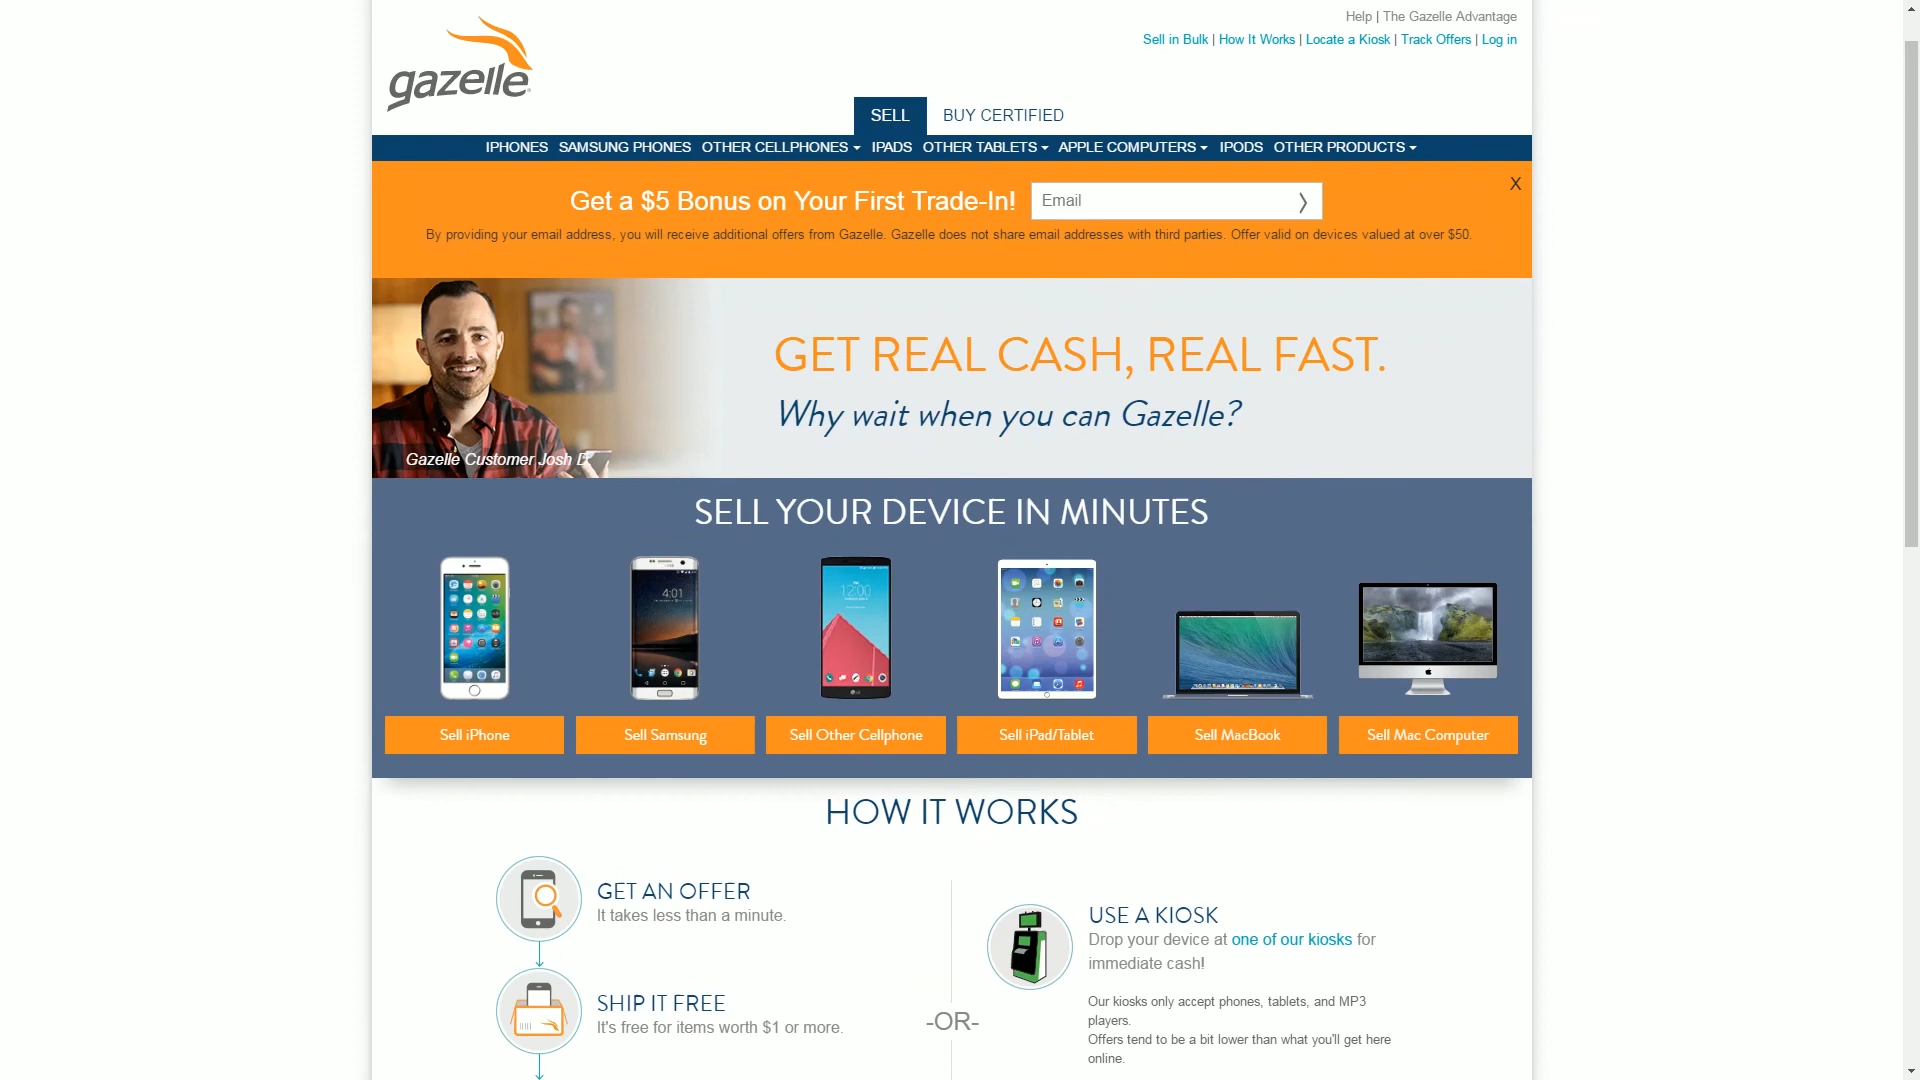 Help | The Gazelle Advantage
gazelle
Sell in Bulk | How It Works | Locate a Kiosk | Track Offers | Log in
SELL BUY CERTIFIED
IPHONES SAMSUNG PHONES OTHER CELLPHONES IPADS OTHER TABLETS APPLE COMPUTERS IPODS OTHER PRODUCTS
X
Get a $5 Bonus on Your First Trade-In! Email
By providing your email address, you will receive additional offers from Gazelle. Gazelle does not share email addresses with third parties. Offer valid on devices valued at over $50.
GET REAL CASH, REAL FAST.
Why wait when you can Gazelle?
Gazelle Customer Josh D
SELL YOUR DEVICE IN MINUTES
4:01
12:00
LG
Sell iPhone Sell Samsung Sell Other Cellphone Sell iPad/Tablet Sell MacBook Sell Mac Computer
HOW IT WORKS
GET AN OFFER
It takes less than a minute.
SHIP IT FREE
It's free for items worth $1 or more.
-OR-
USE A KIOSK
Drop your device at one of our kiosks for
immediate cash!
Our kiosks only accept phones, tablets, and MP3
players.
Offers tend to be a bit lower than what you'll get here
online.